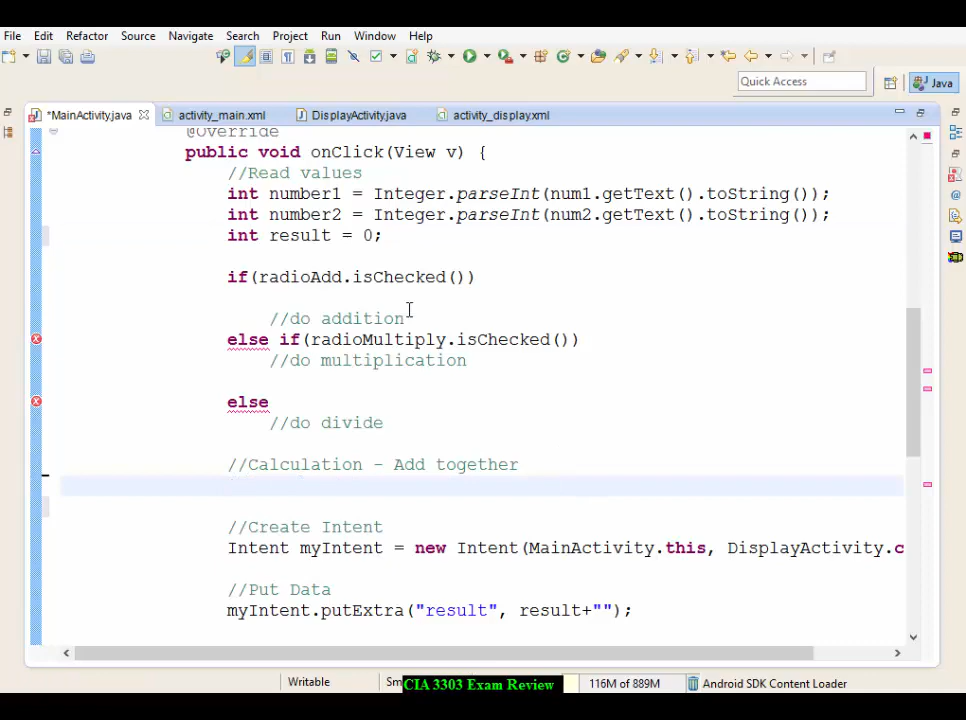 File Edit Refactor Source Navigate Search Project Run Window Help
Quick Access
Java
*MainActivity.java activity_main.xml DisplayActivity.java activity_display.xml
@Override
public void onClick(View v) {
//Read values
int number1 = Integer.parseInt(num1.getText().toString());
int number2 = Integer.parseInt(num2.getText().toString());
int result = 0;
if(radioAdd.isChecked())
//do addition
else if(radioMultiply.isChecked())
//do multiplication
else
//do divide
//Calculation - Add together
//Create Intent
Intent myIntent = new Intent(MainActivity.this, DisplayActivity.c
//Put Data
myIntent.putExtra("result", result+"");
Writable Sm CIA 3303 Exam Review 116M of 889M Android SDK Content Loader